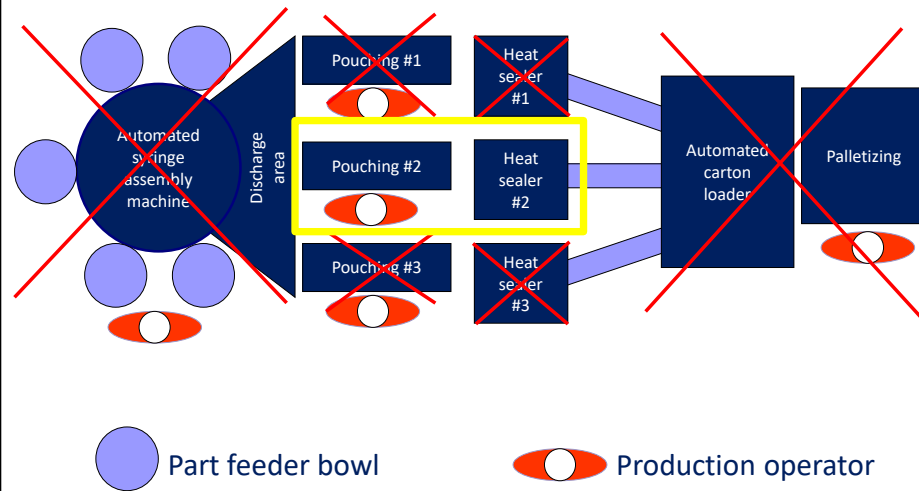 Automated
syringe
assembly
machine
Discharge
area
Pouching #1
Heat
sealer
#1
Pouching #2
Heat
sealer
#2
Pouching #3
Heat
sealer
#3
Automated
carton
loader
Palletizing
Part feeder bowl
Production operator